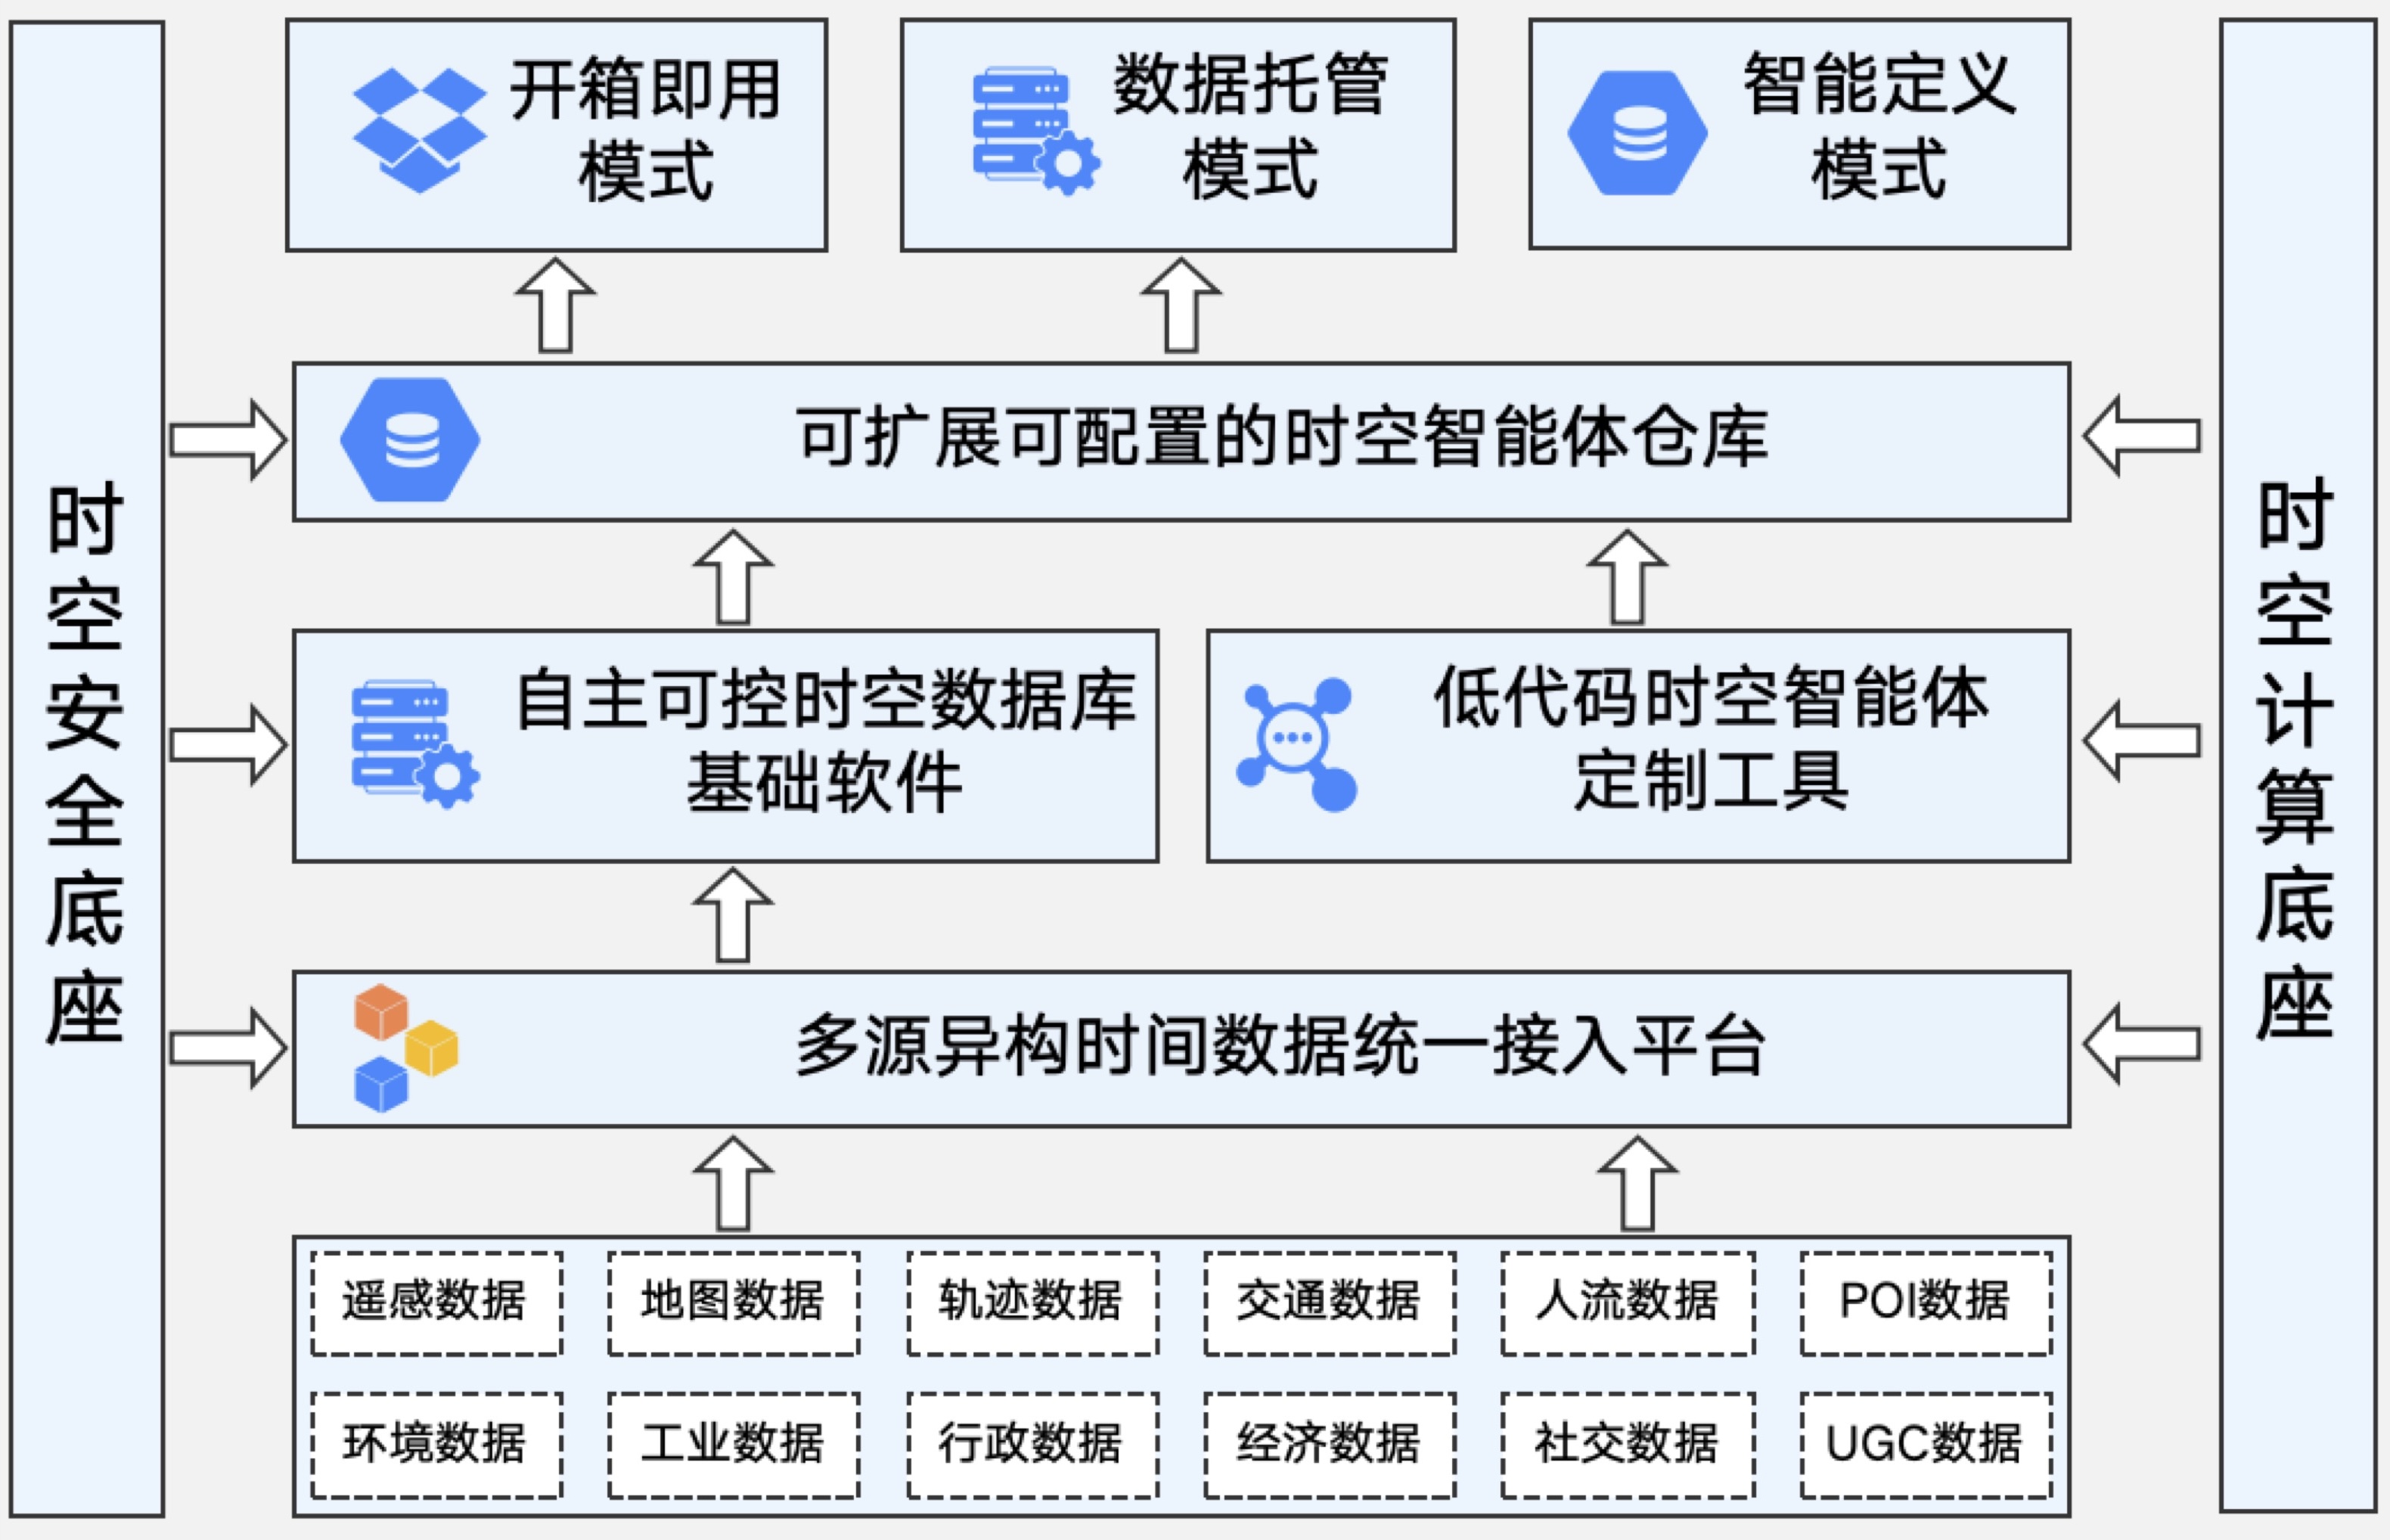 时空安全底座
开箱即用
模式
数据托管
模式
智能定义
模式
可扩展可配置的时空智能体仓库
自主可控时空数据库
基础软件
低代码时空智能体
定制工具
多源异构时间数据统一接入平台
遥感数据
地图数据
轨迹数据
交通数据
人流数据
POI数据
环境数据
工业数据
行政数据
经济数据
社交数据
UGC数据
时空计算底座